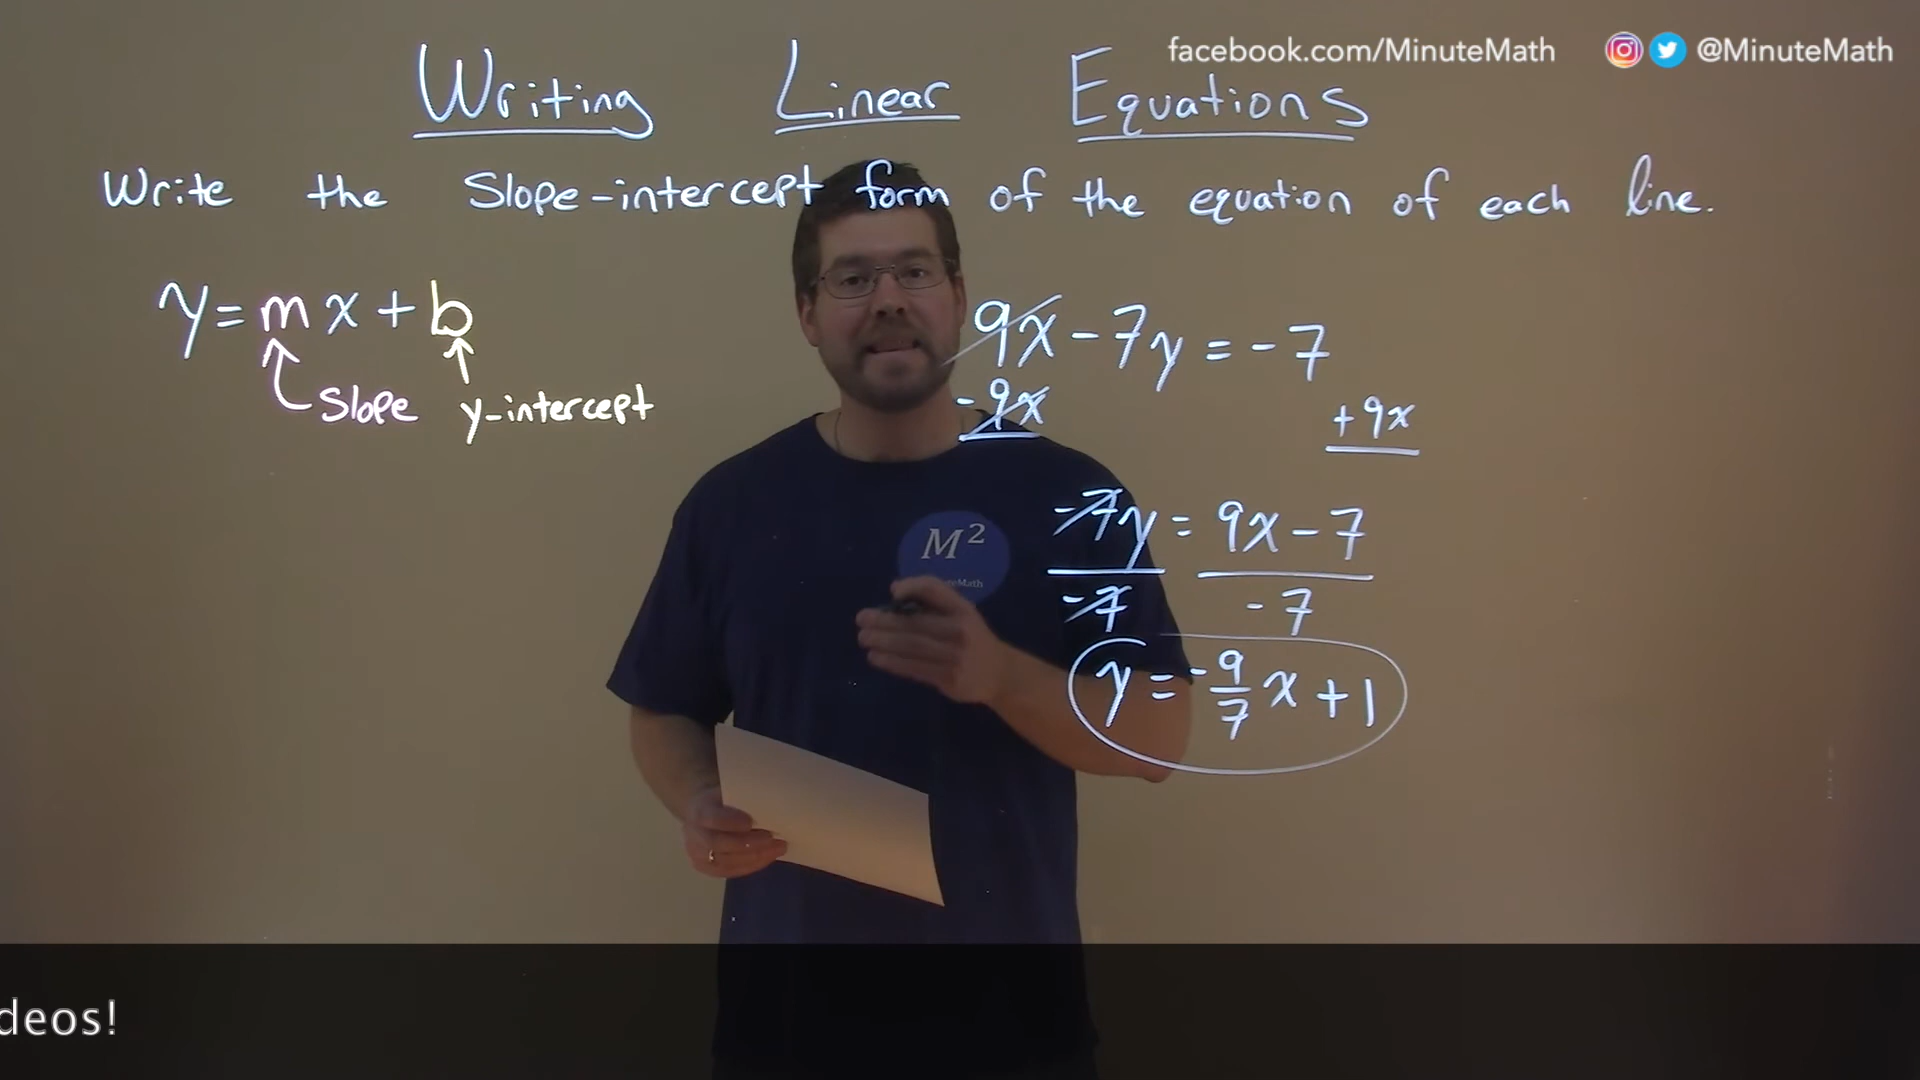 facebook.com/MinuteMath @MinuteMath
Writing Linear Equations
Write the Slope-intercept form of the equation of each line.
y=mx+b
Slope y-intercept
9x-7y=-7
-9x +9x
M²
-7y = 9x-7
-7 -7
y=-9/7x+1
deos!